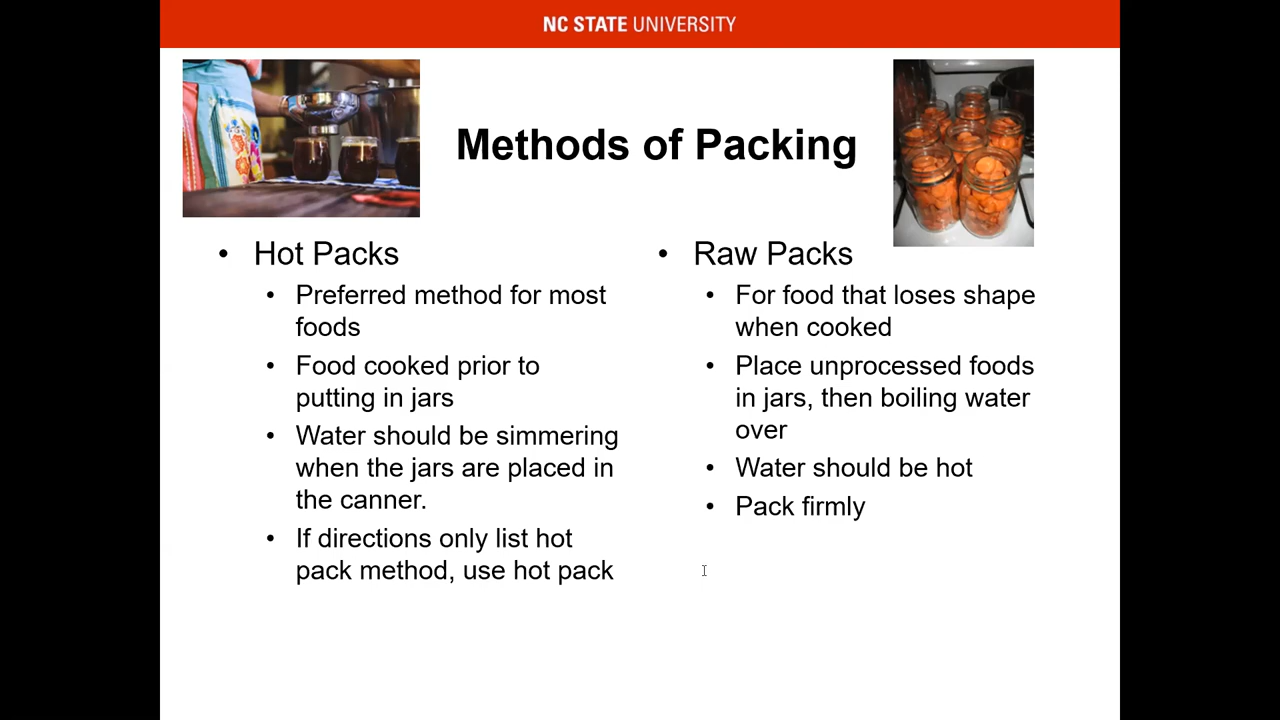 NC STATE UNIVERSITY
Methods of Packing
• Hot Packs
• Preferred method for most
foods
• Food cooked prior to
putting in jars
• Water should be simmering
when the jars are placed in
the canner.
• If directions only list hot
pack method, use hot pack
• Raw Packs
• For food that loses shape
when cooked
• Place unprocessed foods
in jars, then boiling water
over
• Water should be hot
• Pack firmly